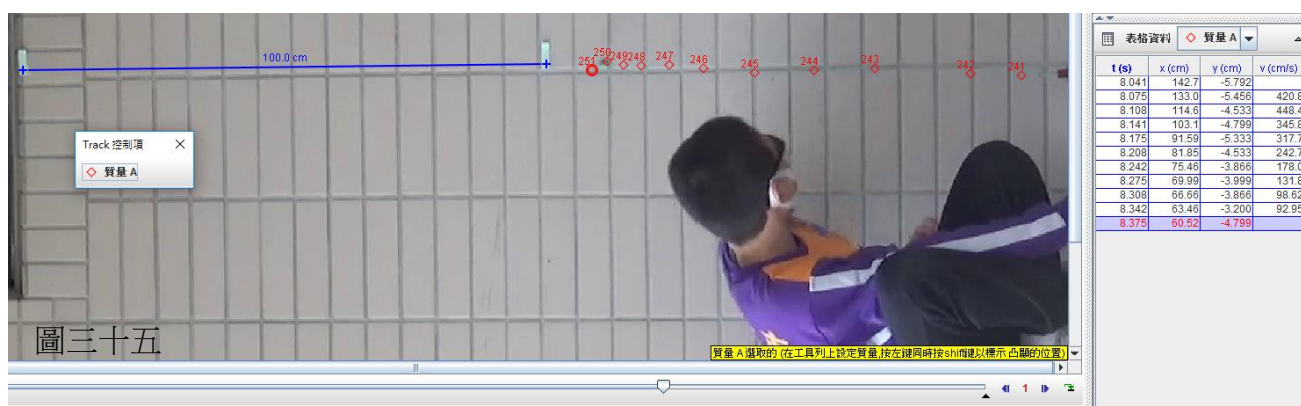 100.0 cm
251 250 249 248 247 246 245 244 243 242 241
Track 控制項 ×
質量 A
圖三十五
質量 A 選取的 (在工具列上設定質量,按左鍵同時按shift鍵以標示 凸顯的位置)
1
表格資料 質量 A
t (s) x (cm) y (cm) v (cm/s)
8.041 142.7 -5.792
8.075 133.0 -5.456 420.8
8.108 114.6 -4.533 448.4
8.141 103.1 -4.799 345.8
8.175 91.59 -5.333 317.7
8.208 81.85 -4.533 242.7
8.242 75.46 -3.866 178.0
8.275 69.99 -3.999 131.8
8.308 66.66 -3.866 98.62
8.342 63.46 -3.200 92.95
8.375 60.52 -4.799